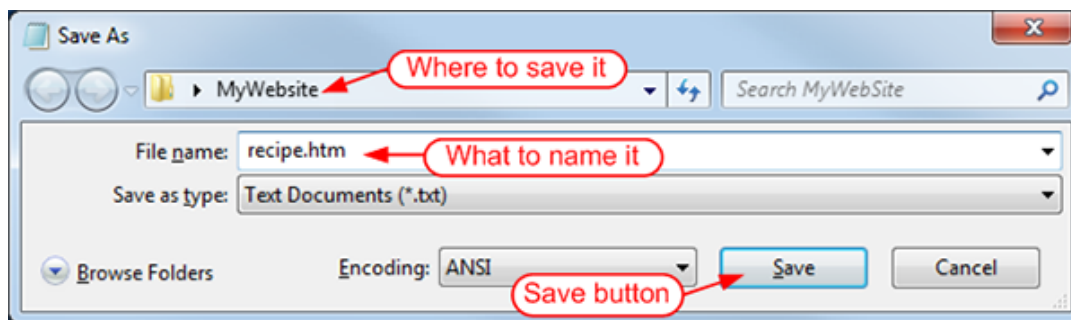 Save As
Where to save it
MyWebsite
Search MyWebSite
File name: recipe.htm
What to name it
Save as type: Text Documents (*.txt)
Browse Folders
Encoding: ANSI
Save
Cancel
Save button